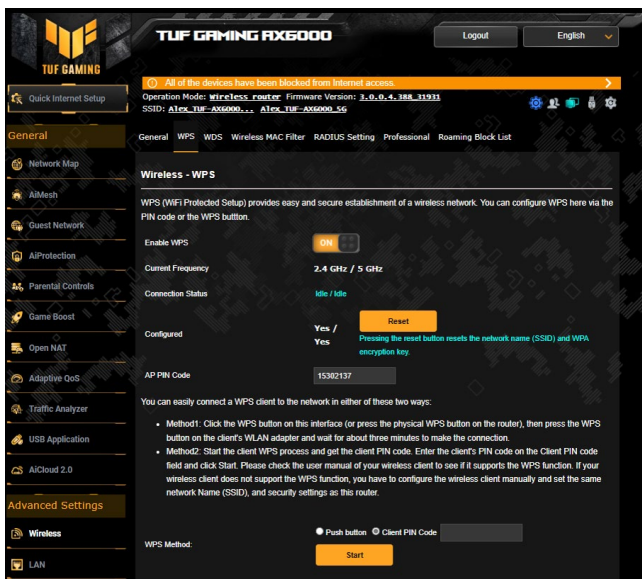 TUF GAMING
TUF GAMING AX6000
Logout
English
All of the devices have been blocked from Internet access.
Quick Internet Setup
Operation Mode: Wireless router Firmware Version: 3.0.0.4.388_31931
SSID: Alex_TUF-AX6000... Alex_TUF-AX6000_5G
General
General WPS WDS Wireless MAC Filter RADIUS Setting Professional Roaming Block List
Network Map
AiMesh
Guest Network
AiProtection
Parental Controls
Game Boost
Open NAT
Adaptive QoS
Traffic Analyzer
USB Application
AiCloud 2.0
Advanced Settings
Wireless
LAN
Wireless - WPS
WPS (WiFi Protected Setup) provides easy and secure establishment of a wireless network. You can configure WPS here via the
PIN code or the WPS buttton.
Enable WPS
ON
Current Frequency
2.4 GHz / 5 GHz
Connection Status
Idle / Idle
Configured
Yes /
Yes
Reset
Pressing the reset button resets the network name (SSID) and WPA
encryption key.
AP PIN Code
15302137
You can easily connect a WPS client to the network in either of these two ways:
• Method1: Click the WPS button on this interface (or press the physical WPS button on the router), then press the WPS
button on the client's WLAN adapter and wait for about three minutes to make the connection.
• Method2: Start the client WPS process and get the client PIN code. Enter the client's PIN code on the Client PIN code
field and click Start. Please check the user manual of your wireless client to see if it supports the WPS function. If your
wireless client does not support the WPS function, you have to configure the wireless client manually and set the same
network Name (SSID), and security settings as this router.
WPS Method:
Push button Client PIN Code
Start